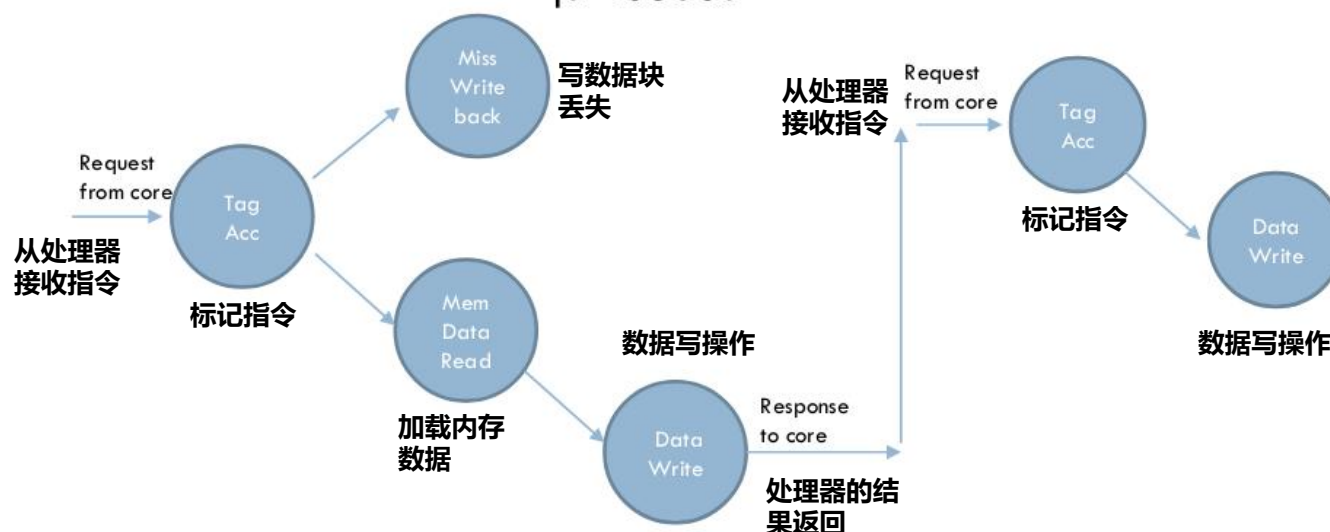 Miss
Write
back
写数据块
丢失
Request
from core
从处理器
接收指令
Tag
Acc
标记指令
Request
from core
从处理器
接收指令
Tag
Acc
标记指令
Data
Write
数据写操作
Mem
Data
Read
加载内存
数据
数据写操作
Data
Write
Response
to core
处理器的结
果返回